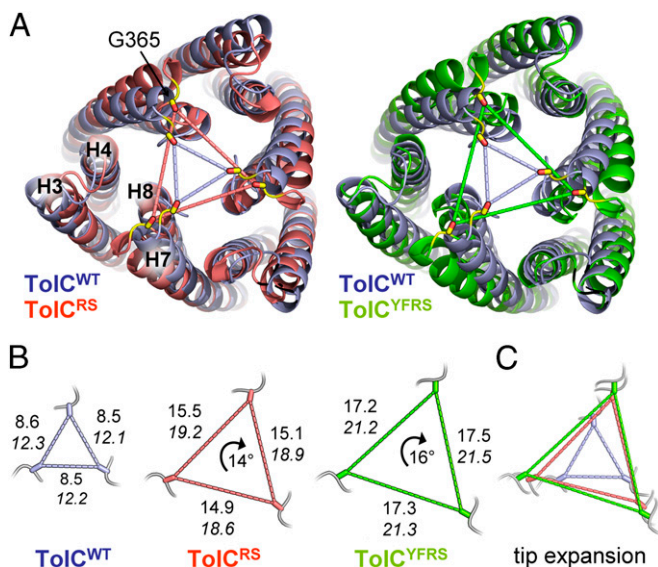 A
G365
H4
H3
H8
H7
TolC^WT
TolC^RS
TolC^WT
TolC^YFRS
B
C
8.6
12.3
8.5
12.1
8.5
12.2
15.5
19.2
15.1
18.9
14°
14.9
18.6
17.2
21.2
17.5
21.5
16°
17.3
21.3
TolC^WT
TolC^RS
TolC^YFRS
tip expansion